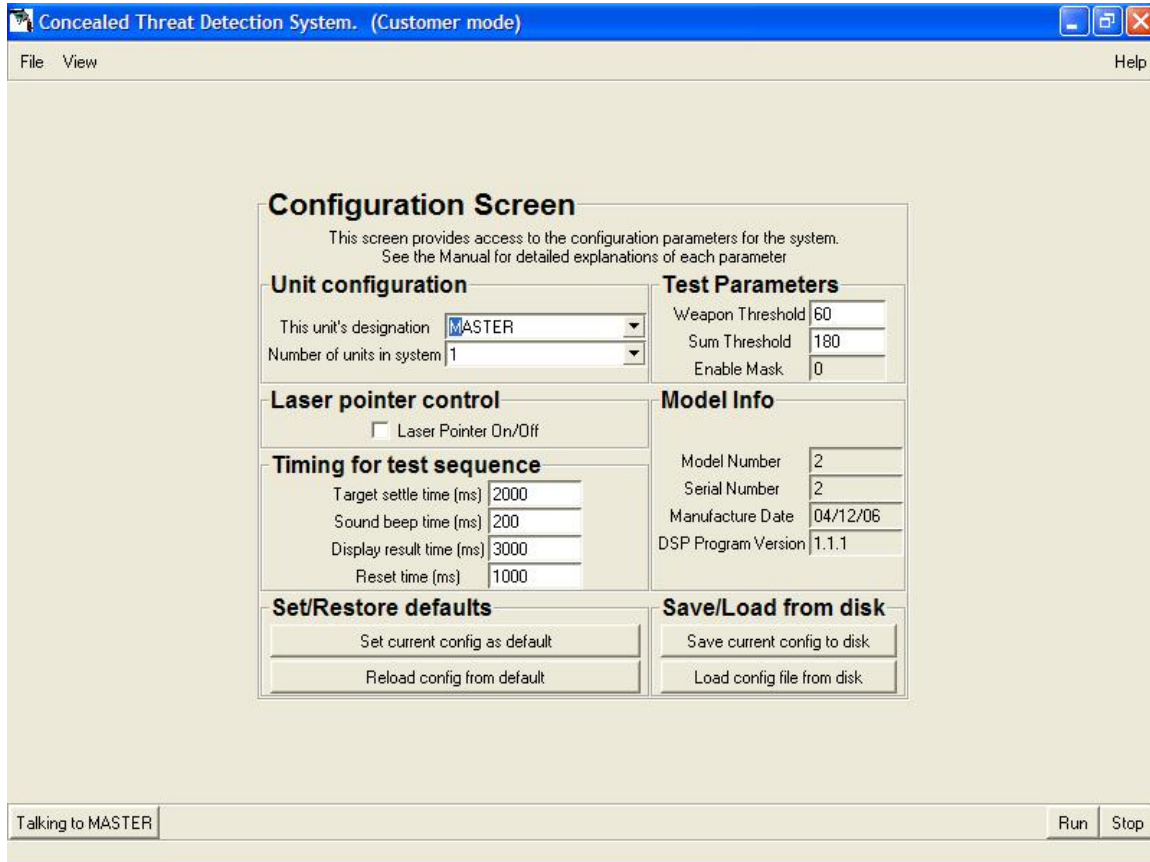 Concealed Threat Detection System. (Customer mode)
File View Help
Configuration Screen
This screen provides access to the configuration parameters for the system.
See the Manual for detailed explanations of each parameter
Unit configuration
This unit's designation MASTER
Number of units in system 1
Test Parameters
Weapon Threshold 60
Sum Threshold 180
Enable Mask 0
Laser pointer control
Laser Pointer On/Off
Model Info
Model Number 2
Serial Number 2
Manufacture Date 04/12/06
DSP Program Version 1.1.1
Timing for test sequence
Target settle time (ms) 2000
Sound beep time (ms) 200
Display result time (ms) 3000
Reset time (ms) 1000
Set/Restore defaults
Set current config as default
Reload config from default
Save/Load from disk
Save current config to disk
Load config file from disk
Talking to MASTER Run Stop